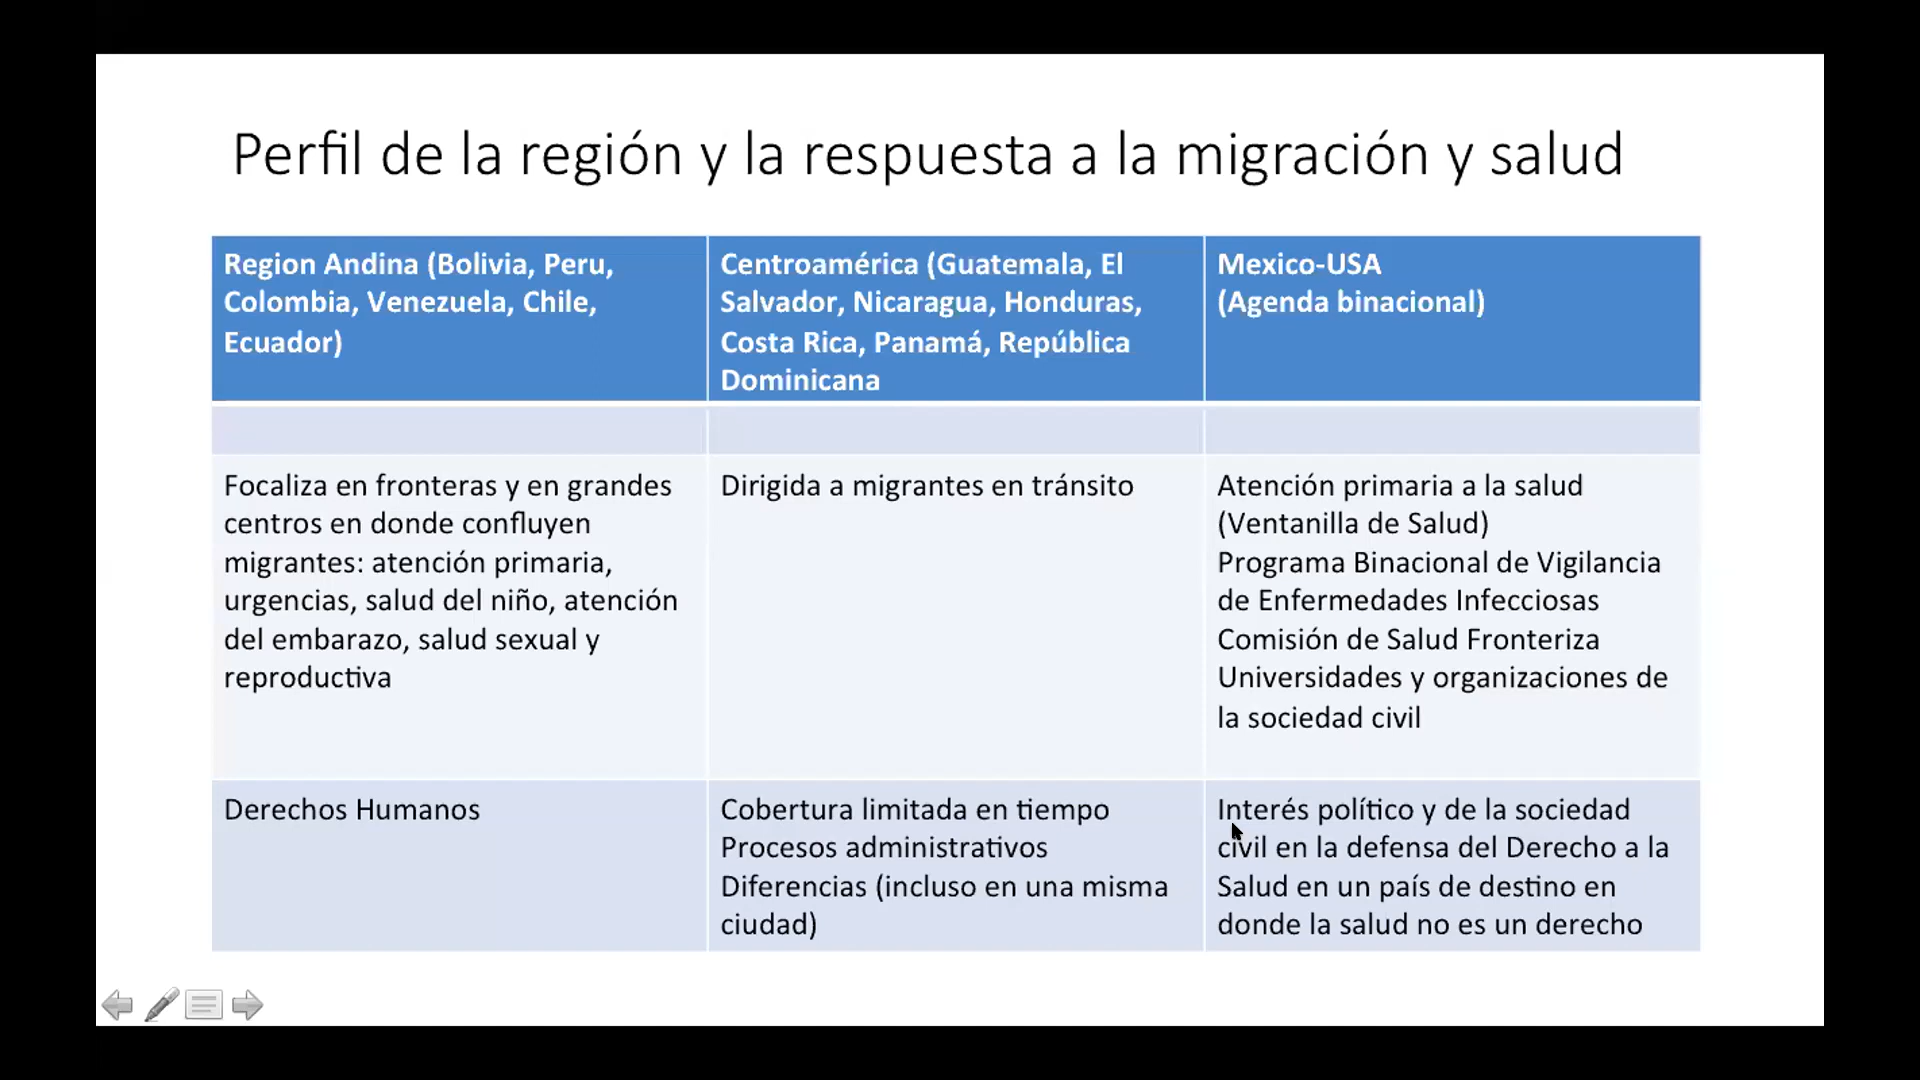 Perfil de la región y la respuesta a la migración y salud
Region Andina (Bolivia, Peru,
Colombia, Venezuela, Chile,
Ecuador)
Centroamérica (Guatemala, El
Salvador, Nicaragua, Honduras,
Costa Rica, Panamá, República
Dominicana
Mexico-USA
(Agenda binacional)
Focaliza en fronteras y en grandes
centros en donde confluyen
migrantes: atención primaria,
urgencias, salud del niño, atención
del embarazo, salud sexual y
reproductiva
Dirigida a migrantes en tránsito
Atención primaria a la salud
(Ventanilla de Salud)
Programa Binacional de Vigilancia
de Enfermedades Infecciosas
Comisión de Salud Fronteriza
Universidades y organizaciones de
la sociedad civil
Derechos Humanos
Cobertura limitada en tiempo
Procesos administrativos
Diferencias (incluso en una misma
ciudad)
Interés político y de la sociedad
civil en la defensa del Derecho a la
Salud en un país de destino en
donde la salud no es un derecho